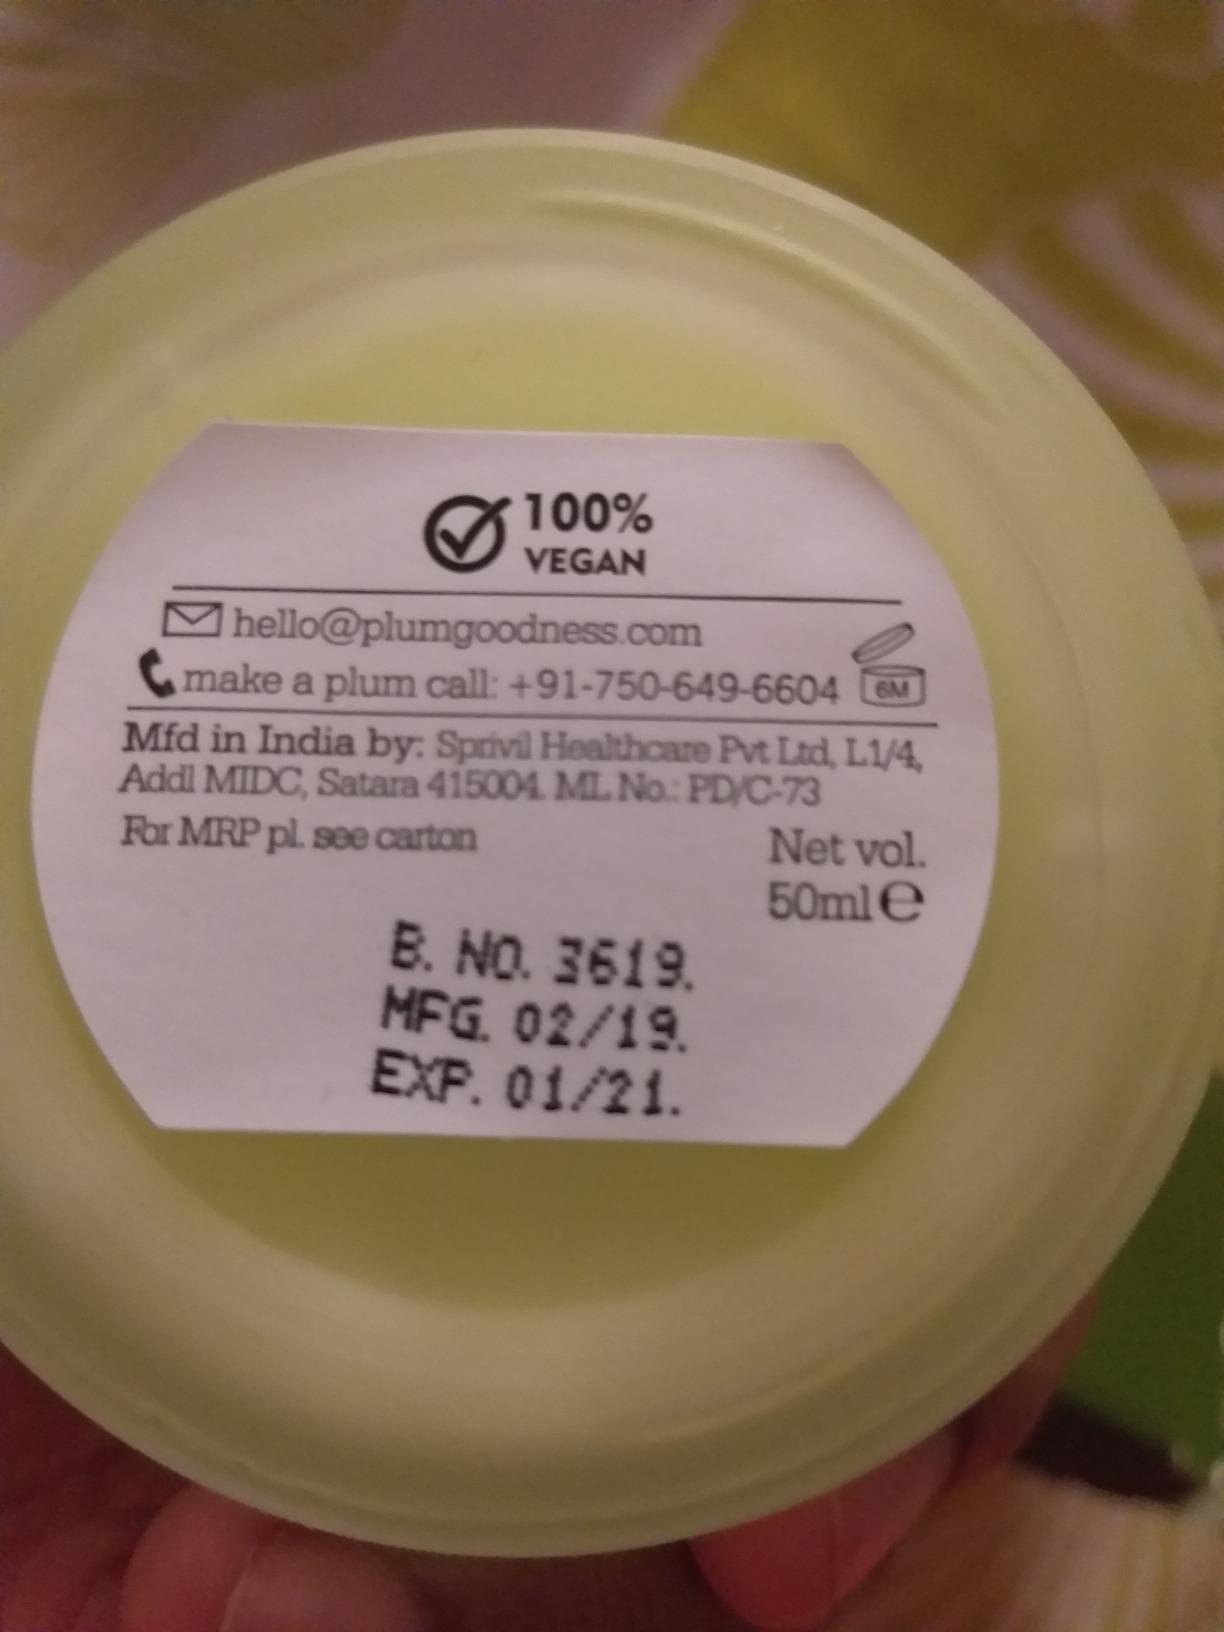 100%
VEGAN
hello@plumgoodness.com
make a plum call: +91-750-649-6604
6M
Mfd in India by: Sprivil Healthcare Pvt Ltd, L1/4,
Addl MIDC, Satara 415004. ML No.: PD/C-73
For MRP pl. see carton
Net vol.
50ml e
B. NO. 3619.
MFG. 02/19.
EXP. 01/21.